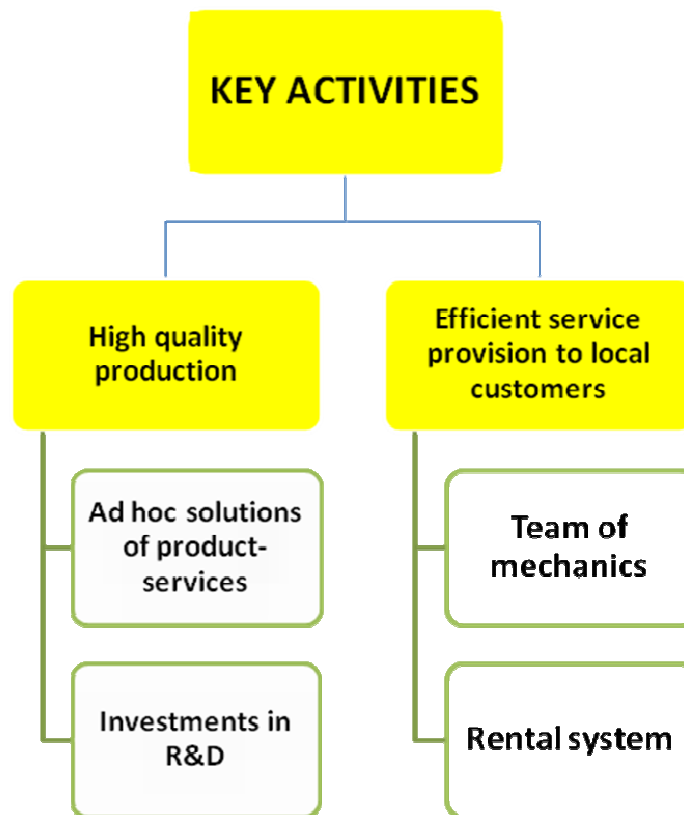 KEY ACTIVITIES
High quality
production
Efficient service
provision to local
customers
Ad hoc solutions
of product-
services
Team of
mechanics
Investments in
R&D
Rental system